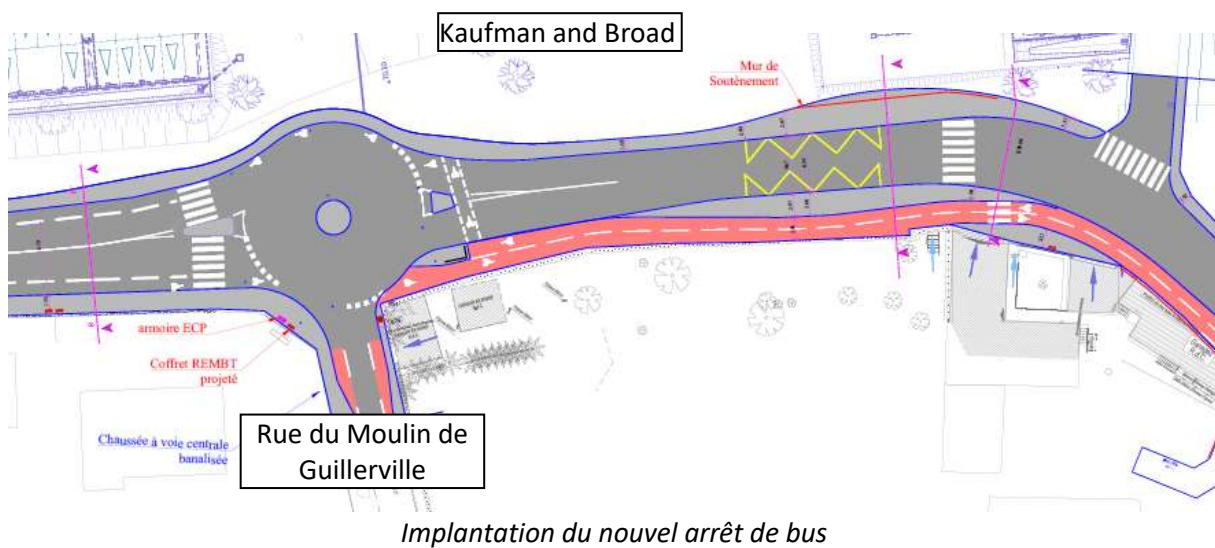 Kaufman and Broad
Mur de
Soutènement
armoire ECP
Coffret REMBT
projeté
Chaussée à voie centrale
banalisée
Rue du Moulin de
Guillerville
Implantation du nouvel arrêt de bus